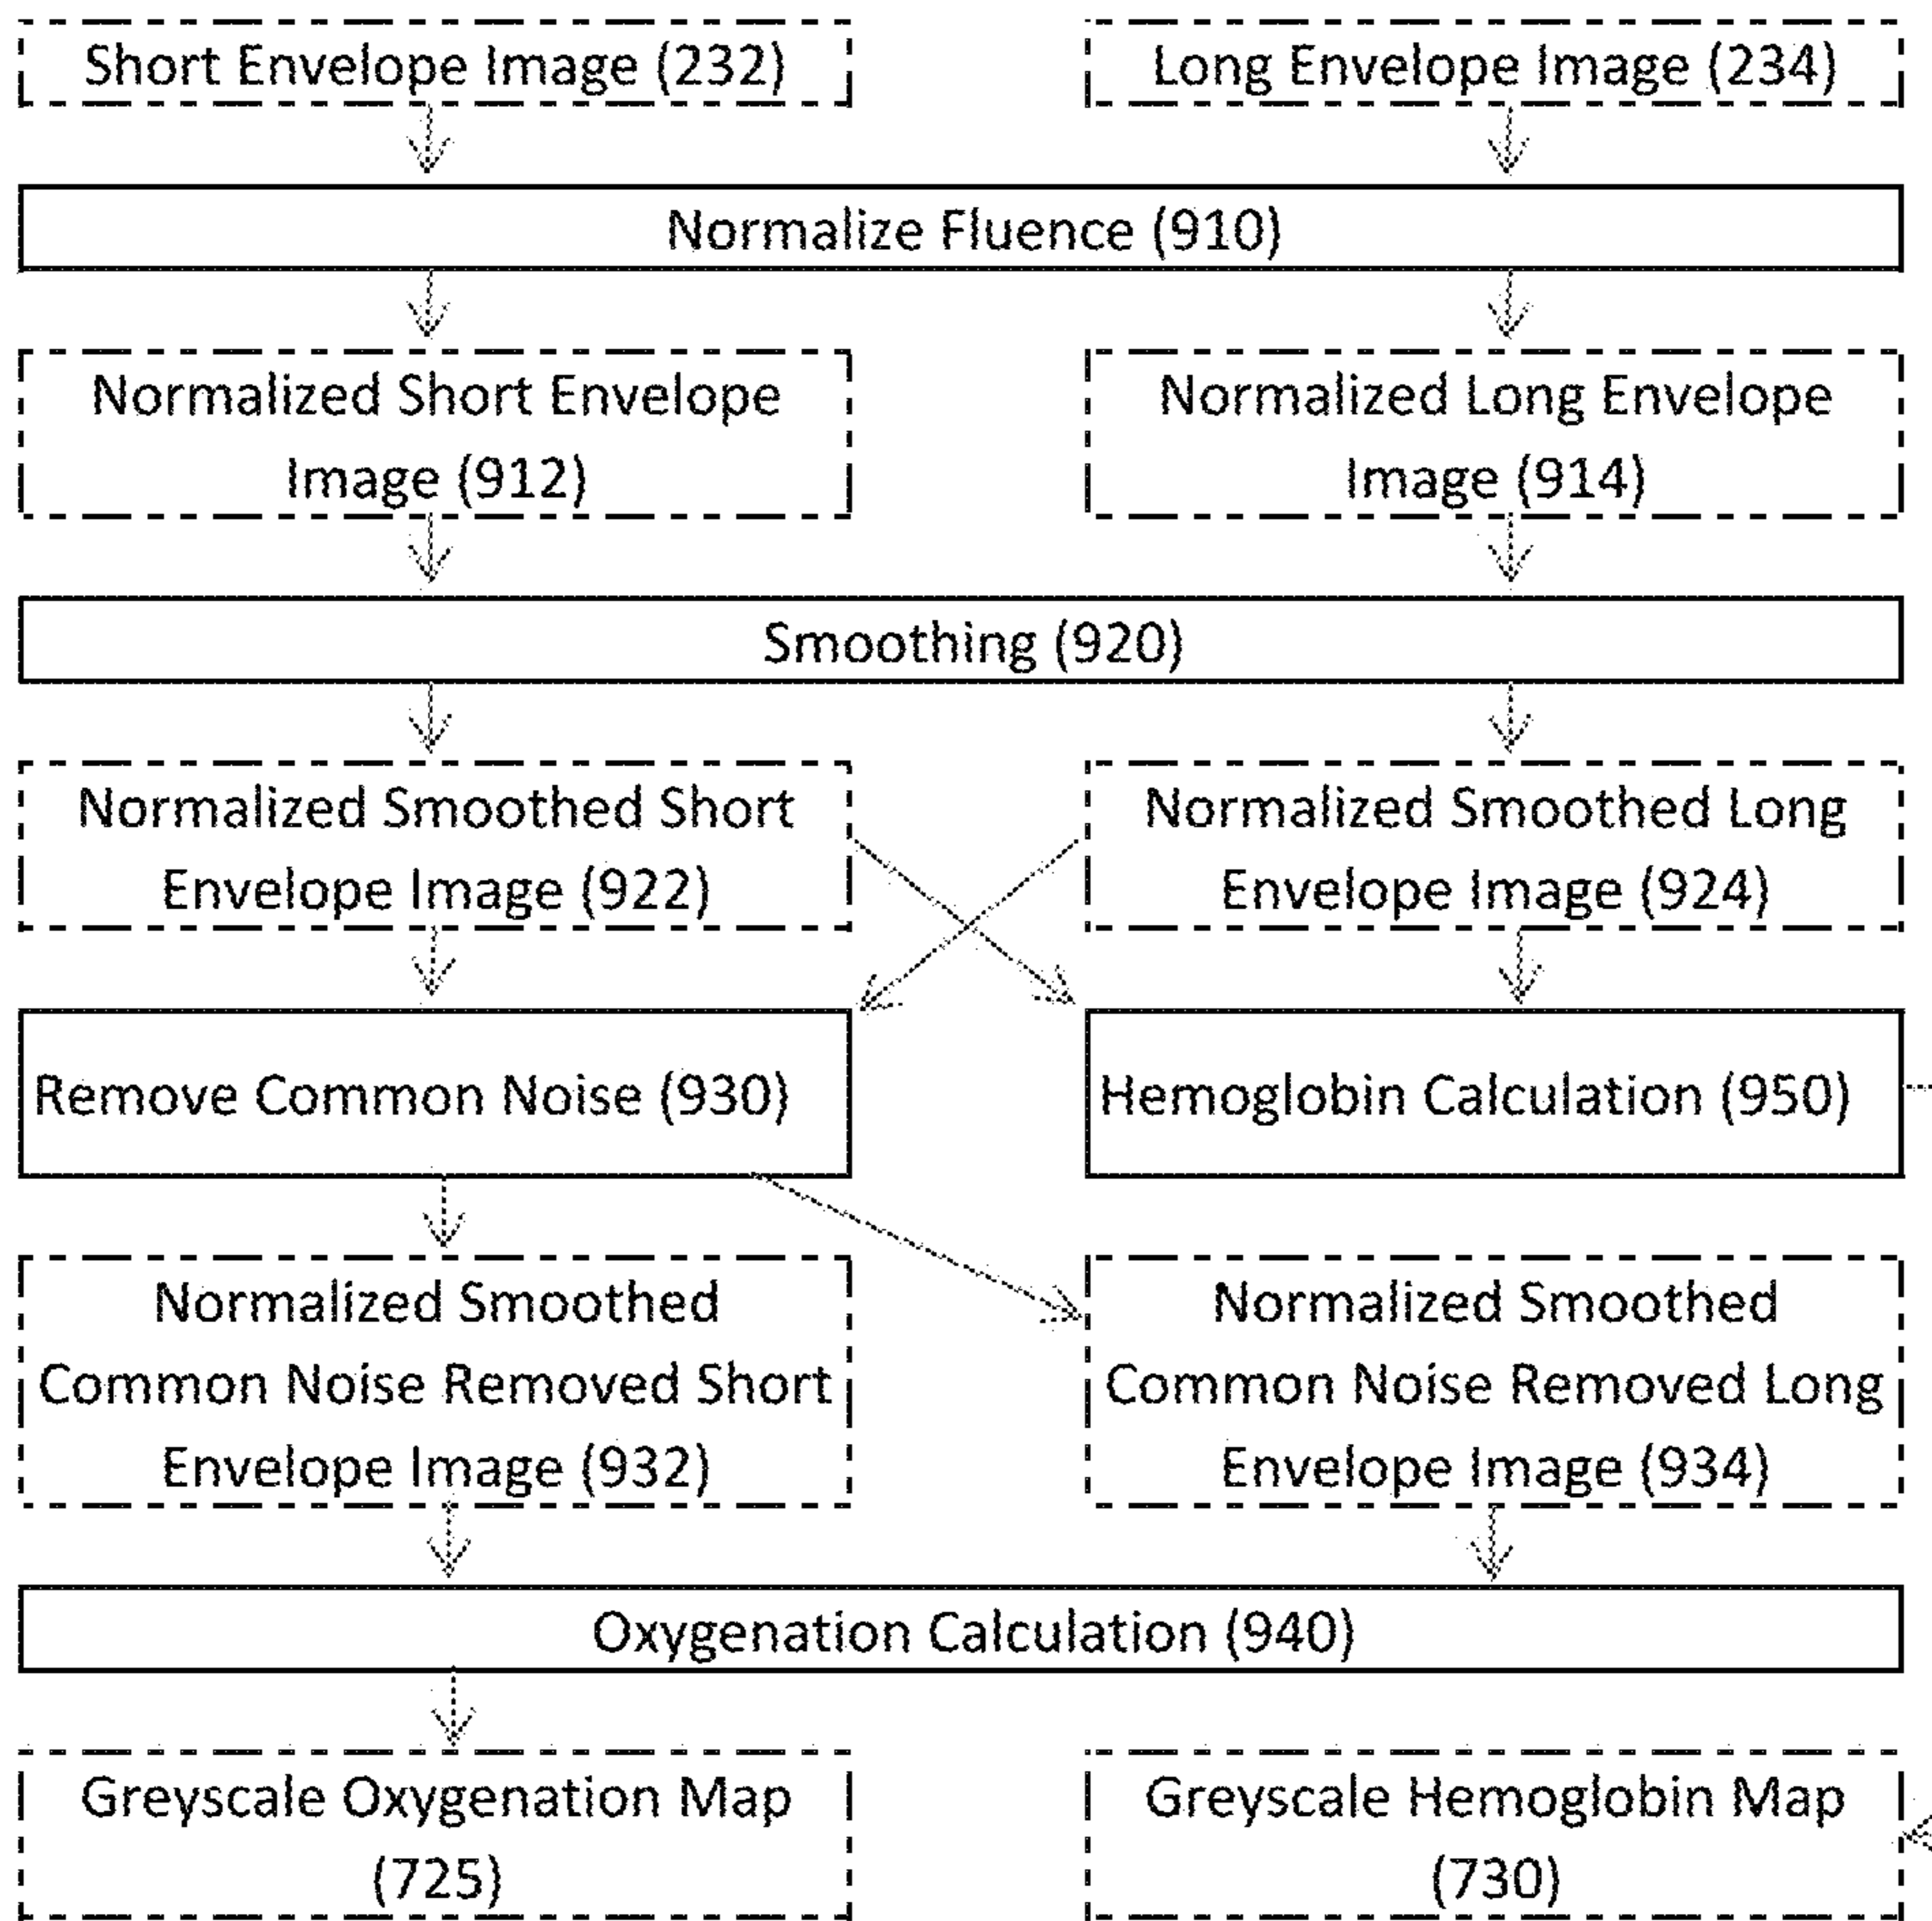 Short Envelope Image (232)
Long Envelope Image (234)
Normalize Fluence (910)
Normalized Short Envelope
Image (912)
Normalized Long Envelope
Image (914)
Smoothing (920)
Normalized Smoothed Short
Envelope Image (922)
Normalized Smoothed Long
Envelope Image (924)
Remove Common Noise (930)
Hemoglobin Calculation (950)
Normalized Smoothed
Common Noise Removed Short
Envelope Image (932)
Normalized Smoothed
Common Noise Removed Long
Envelope Image (934)
Oxygenation Calculation (940)
Greyscale Oxygenation Map
(725)
Greyscale Hemoglobin Map
(730)